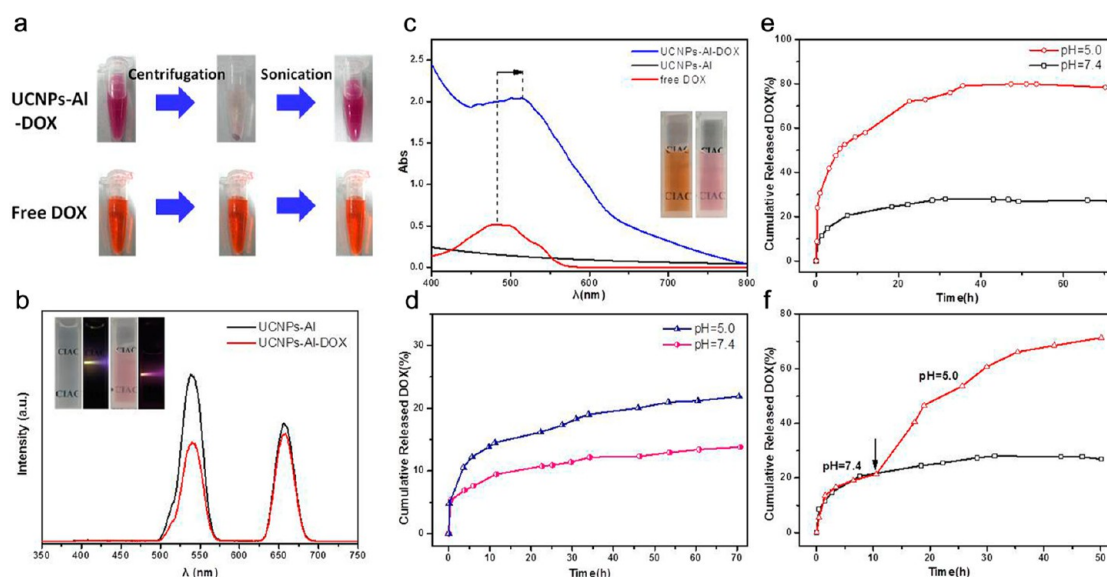 a
Centrifugation
Sonication
UCNPs-Al
-DOX
Free DOX
b
CIAC
CIAC
CIAC
CIAC
UCNPs-Al
UCNPs-Al-DOX
Intensity (a.u.)
350 400 450 500 550 600 650 700 750
λ (nm)
c
UCNPs-Al-DOX
UCNPs-Al
free DOX
CIAC
CIAC
CIAC
CIAC
Abs
2.5
2.0
1.5
1.0
0.5
0.0
400 500 600 700 800
λ(nm)
d
pH=5.0
pH=7.4
Cumulative Released DOX(%)
30
20
10
0
0 10 20 30 40 50 60 70
Time(h)
e
pH=5.0
pH=7.4
Cumulative Released DOX(%)
100
80
60
40
20
0
0 20 40 60
Time(h)
f
pH=5.0
pH=7.4
Cumulative Released DOX(%)
80
60
40
20
0
0 10 20 30 40 50
Time(h)